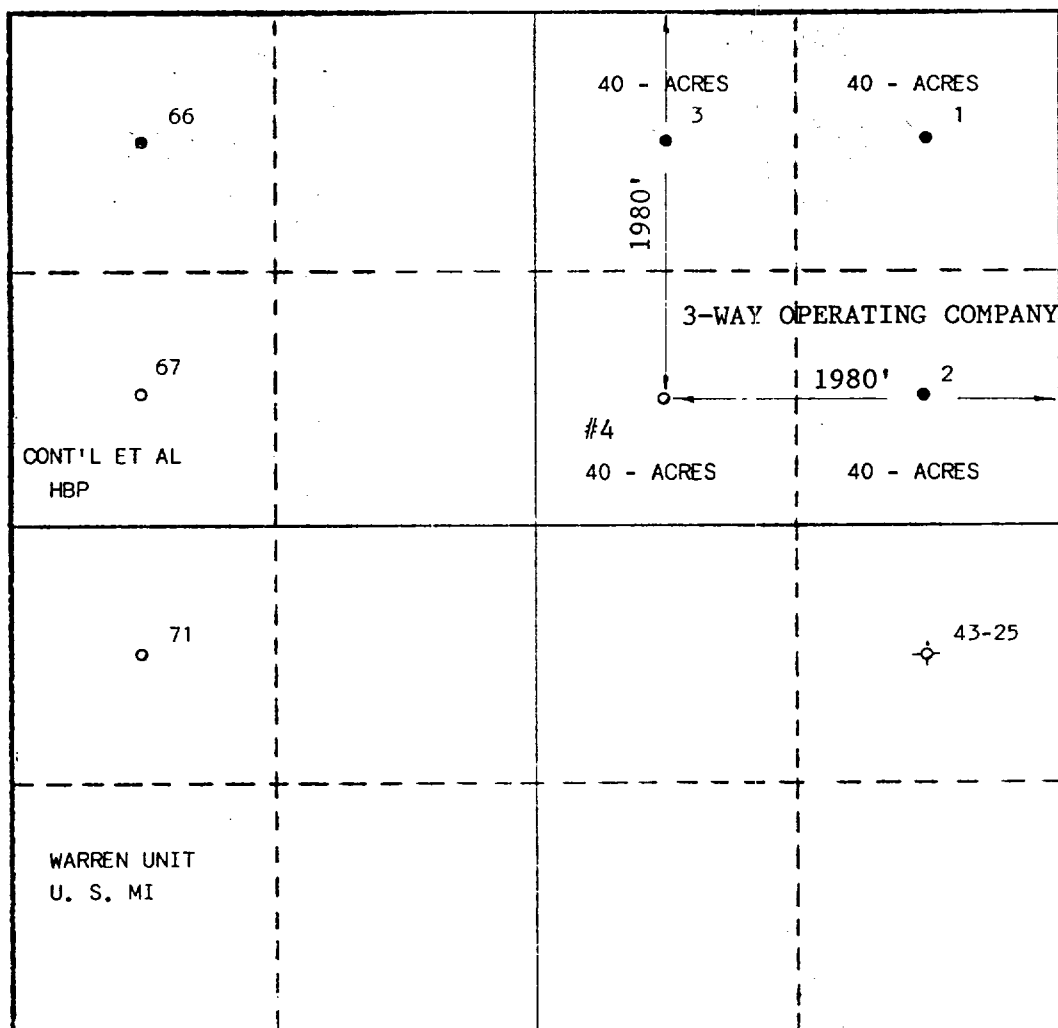 40 - ACRES
40 - ACRES
66
3
1
1980'
3-WAY OPERATING COMPANY
67
1980'
2
#4
CONT'L ET AL
HBP
40 - ACRES
40 - ACRES
71
43-25
WARREN UNIT
U. S. MI